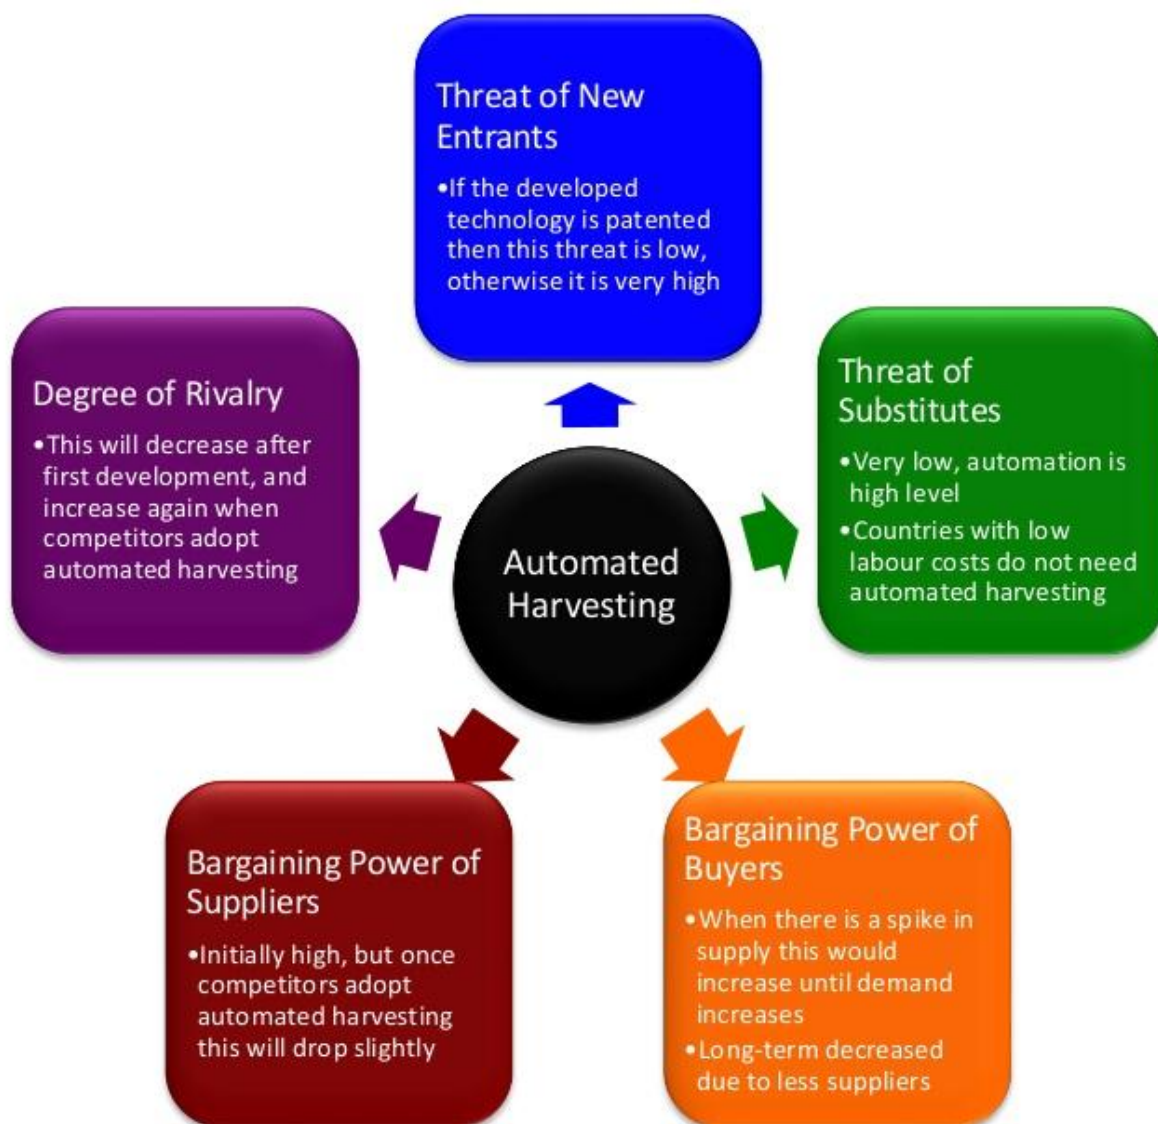 Threat of New
Entrants
•If the developed
technology is patented
then this threat is low,
otherwise it is very high
Degree of Rivalry
•This will decrease after
first development, and
increase again when
competitors adopt
automated harvesting
Threat of
Substitutes
•Very low, automation is
high level
•Countries with low
labour costs do not need
automated harvesting
Automated
Harvesting
Bargaining Power of
Suppliers
•Initially high, but once
competitors adopt
automated harvesting
this will drop slightly
Bargaining Power of
Buyers
•When there is a spike in
supply this would
increase until demand
increases
•Long-term decreased
due to less suppliers